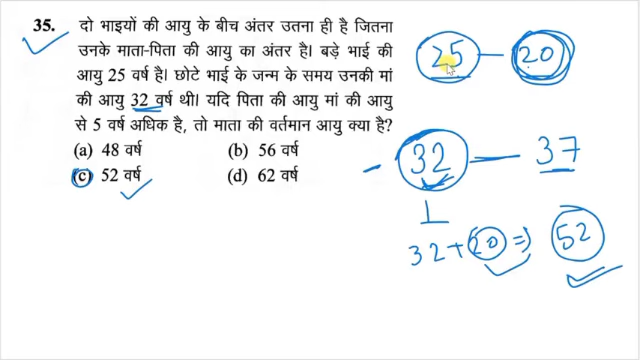 35. दो भाइयों की आयु के बीच अंतर उतना ही है जितना
उनके माता-पिता की आयु का अंतर है। बड़े भाई की
आयु 25 वर्ष है। छोटे भाई के जन्म के समय उनकी मां
की आयु 32 वर्ष थी। यदि पिता की आयु मां की आयु
से 5 वर्ष अधिक है, तो माता की वर्तमान आयु क्या है?
(a) 48 वर्ष (b) 56 वर्ष
(c) 52 वर्ष (d) 62 वर्ष
25 — 20
- 32 — 37
32 + 20 ⇒ 52